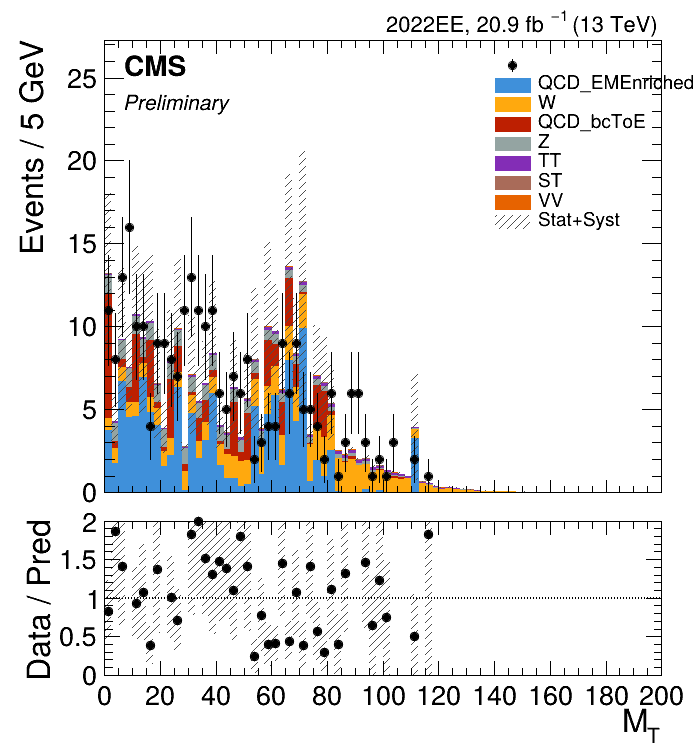 2022EE, 20.9 fb ⁻¹ (13 TeV)
CMS
Preliminary
QCD_EMEnriched
W
QCD_bcToE
Z
TT
ST
VV
Stat+Syst
Events / 5 GeV
25
20
15
10
5
0
Data / Pred
2
1.5
1
0.5
0
0 20 40 60 80 100 120 140 160 180 200
M_T